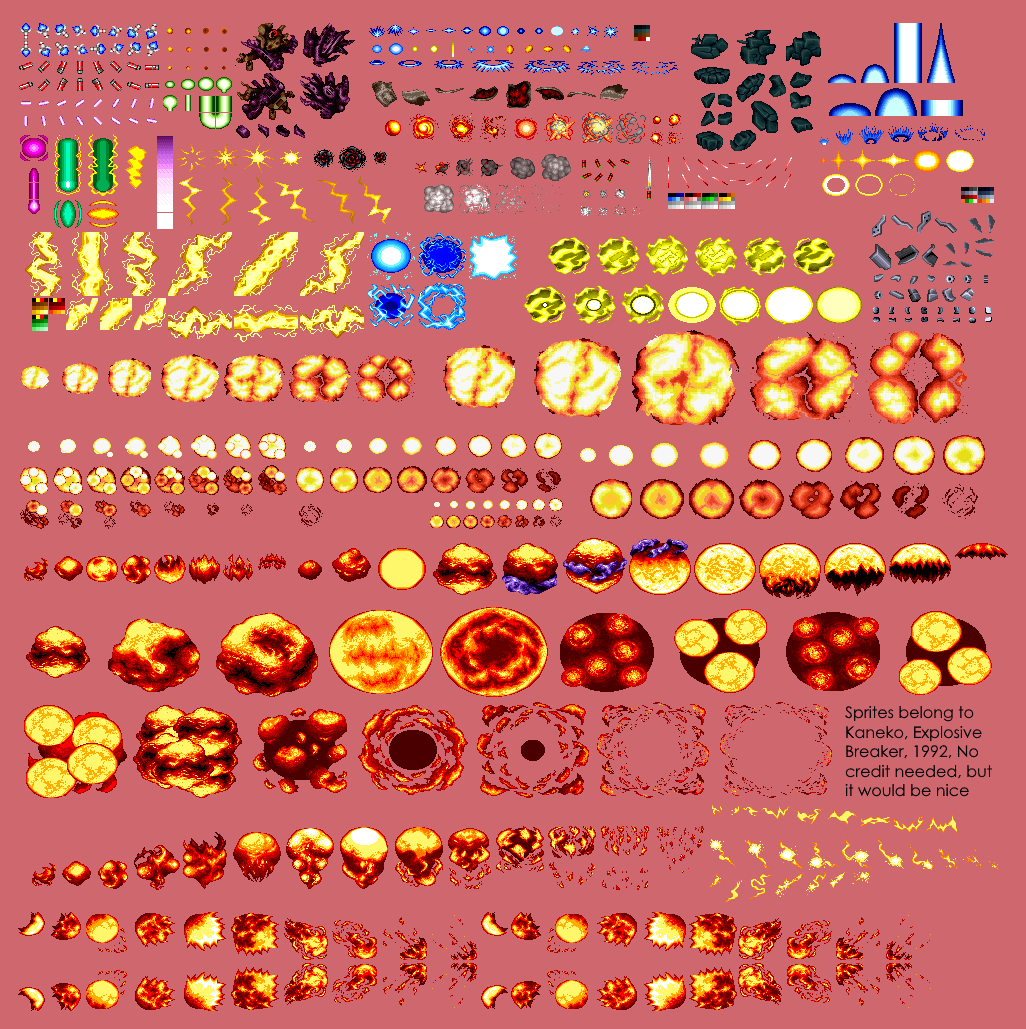 Sprites belong to
Kaneko, Explosive
Breaker, 1992, No
credit needed, but
it would be nice